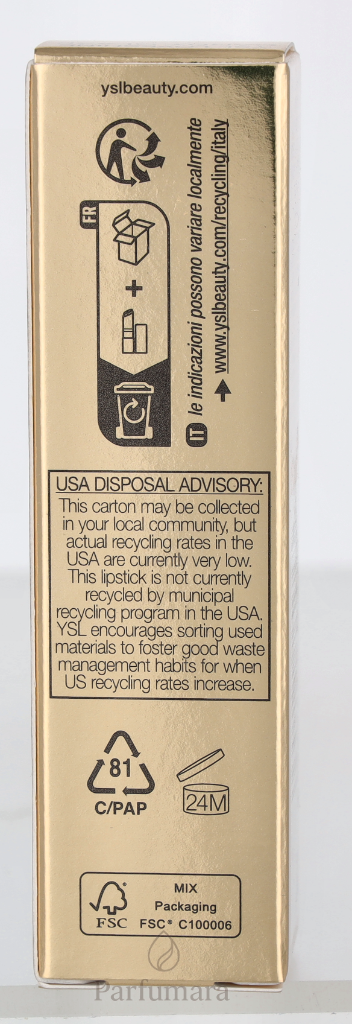 yslbeauty.com
FR
IT le indicazioni possono variare localmente
www.yslbeauty.com/recycling/italy
USA DISPOSAL ADVISORY:
This carton may be collected
in your local community, but
actual recycling rates in the
USA are currently very low.
This lipstick is not currently
recycled by municipal
recycling program in the USA.
YSL encourages sorting used
materials to foster good waste
management habits for when
US recycling rates increase.
81
C/PAP
24M
FSC
MIX
Packaging
FSC® C100006
Parfumara